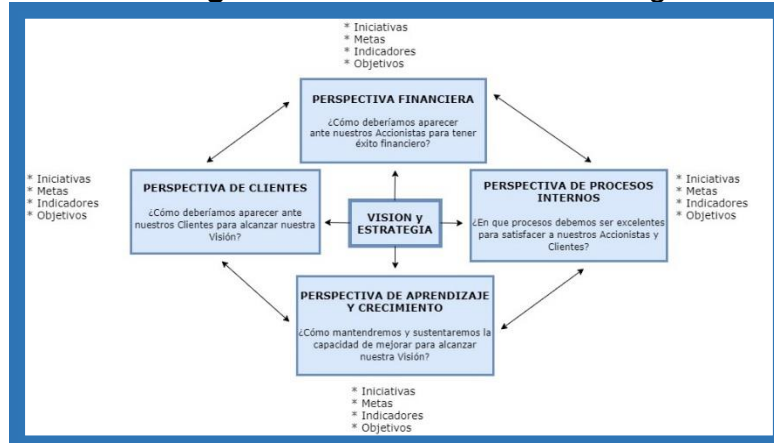 * Iniciativas
* Metas
* Indicadores
* Objetivos
PERSPECTIVA FINANCIERA
¿Cómo deberíamos aparecer
ante nuestros Accionistas para tener
éxito financiero?
* Iniciativas
* Metas
* Indicadores
* Objetivos
PERSPECTIVA DE CLIENTES
¿Cómo deberíamos aparecer ante
nuestros Clientes para alcanzar nuestra
Visión?
VISION y
ESTRATEGIA
PERSPECTIVA DE PROCESOS
INTERNOS
¿En que procesos debemos ser excelentes
para satisfacer a nuestros Accionistas y
Clientes?
* Iniciativas
* Metas
* Indicadores
* Objetivos
PERSPECTIVA DE APRENDIZAJE
Y CRECIMIENTO
¿Cómo mantendremos y sustentaremos la
capacidad de mejorar para alcanzar
nuestra Visión?
* Iniciativas
* Metas
* Indicadores
* Objetivos